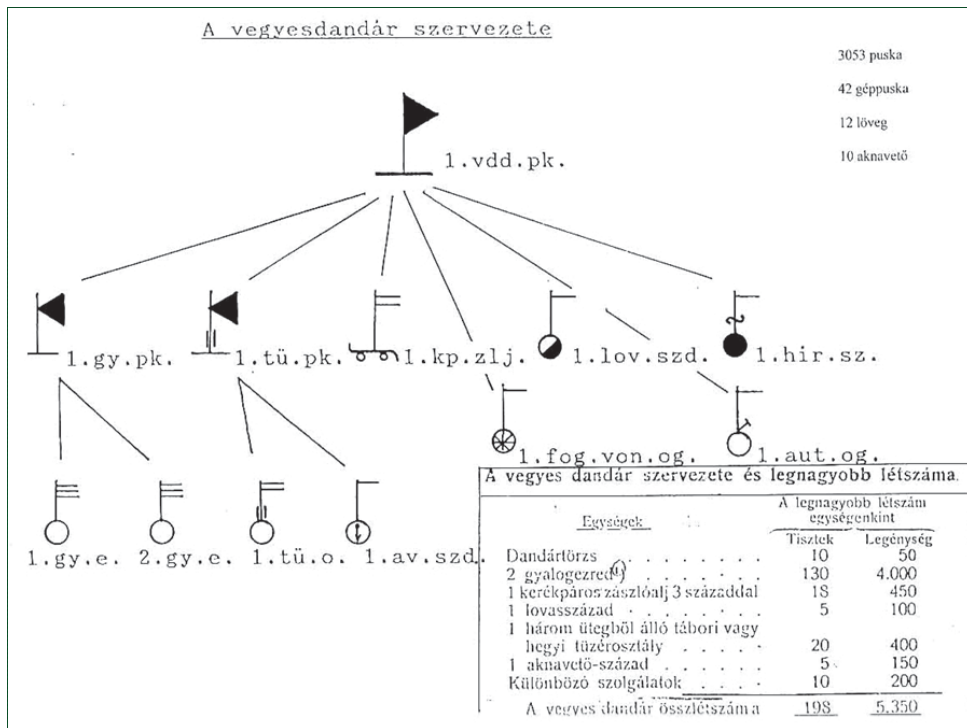 A vegyesdandár szervezete
3053 puska
42 géppuska
12 löveg
10 aknavető
1.vdd.pk.
1.gy.pk.
1.tü.pk.
1.kp.zlj.
1.lov.szd.
1.hir.sz.
1.fog.von.og.
1.aut.og.
1.gy.e.
2.gy.e.
1.tü.o.
1.av.szd.
A vegyes dandár szervezete és legnagyobb létszáma.
Egységek
A legnagyobb létszám
egységenkint
Tisztek Legénység
Dandártörzs . . . . . . . . 10 50
2 gyalogezred 1) . . . . . . . 130 4.000
1 kerékpáros zászlóalj 3 századdal 18 450
1 lovasszázad . . . . . . . 5 100
1 három ütegből álló tábori vagy
hegyi tüzérosztály . . . . . 20 400
1 aknavető-század . . . . . . 5 150
Különböző szolgálatok . . . . 10 200
A vegyes dandár összlétszáma 198 5.350